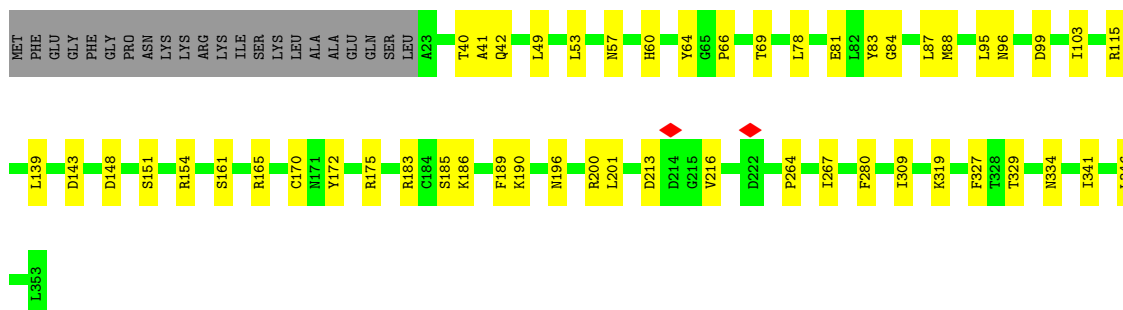 MET PHE GLU GLY PHE GLY PRO ASN LYS LYS ARG LYS ILE SER LYS LEU ALA ALA GLU GLN SER LEU A23 T40 A41 Q42 L49 L53 N57 H60 Y64 G65 P66 T69 L78 E81 L82 Y83 G84 L87 M88 L95 N96 D99 I103 R115
L139 D143 D148 S151 R154 S161 R165 C170 N171 Y172 R175 R183 C184 S185 K186 F189 K190 N196 R200 L201 D213 D214 G215 V216 D222 P264 I267 F280 I309 K319 F327 T328 T329 N334 I341
L353